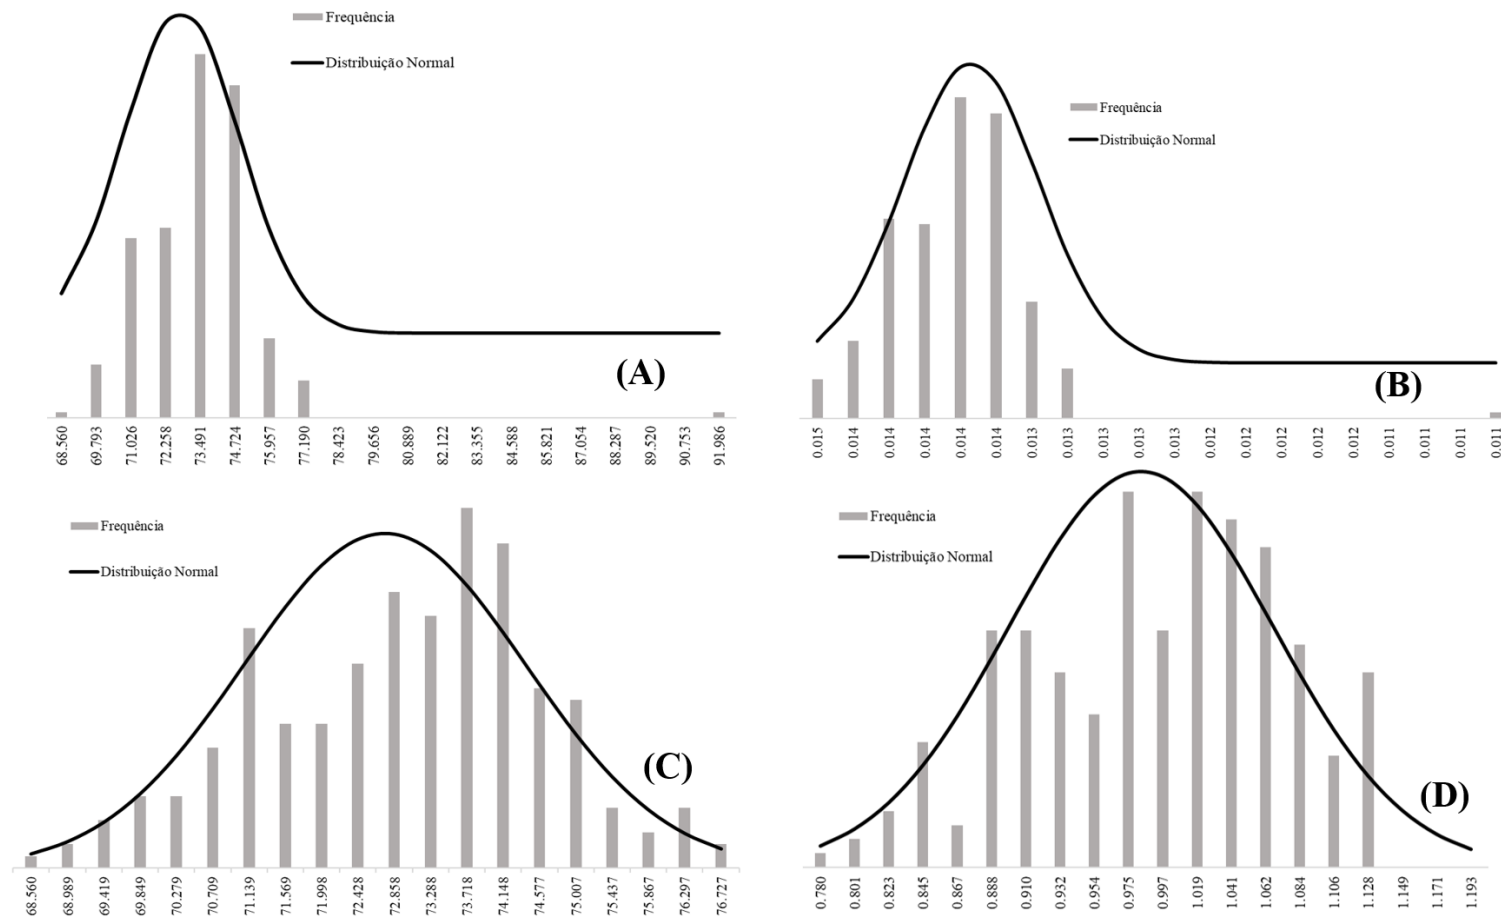 Frequência
Distribuição Normal
(A)
68.560 69.793 71.026 72.258 73.491 74.724 75.957 77.190 78.423 79.656 80.889 82.122 83.355 84.588 85.821 87.054 88.287 89.520 90.753 91.986
Frequência
Distribuição Normal
(B)
0.015 0.014 0.014 0.014 0.014 0.014 0.013 0.013 0.013 0.013 0.013 0.012 0.012 0.012 0.012 0.012 0.011 0.011 0.011 0.011
Frequência
Distribuição Normal
(C)
68.560 68.989 69.419 69.849 70.279 70.709 71.139 71.569 71.998 72.428 72.858 73.288 73.718 74.148 74.577 75.007 75.437 75.867 76.297 76.727
Frequência
Distribuição Normal
(D)
0.780 0.801 0.823 0.845 0.867 0.888 0.910 0.932 0.954 0.975 0.997 1.019 1.041 1.062 1.084 1.106 1.128 1.149 1.171 1.193